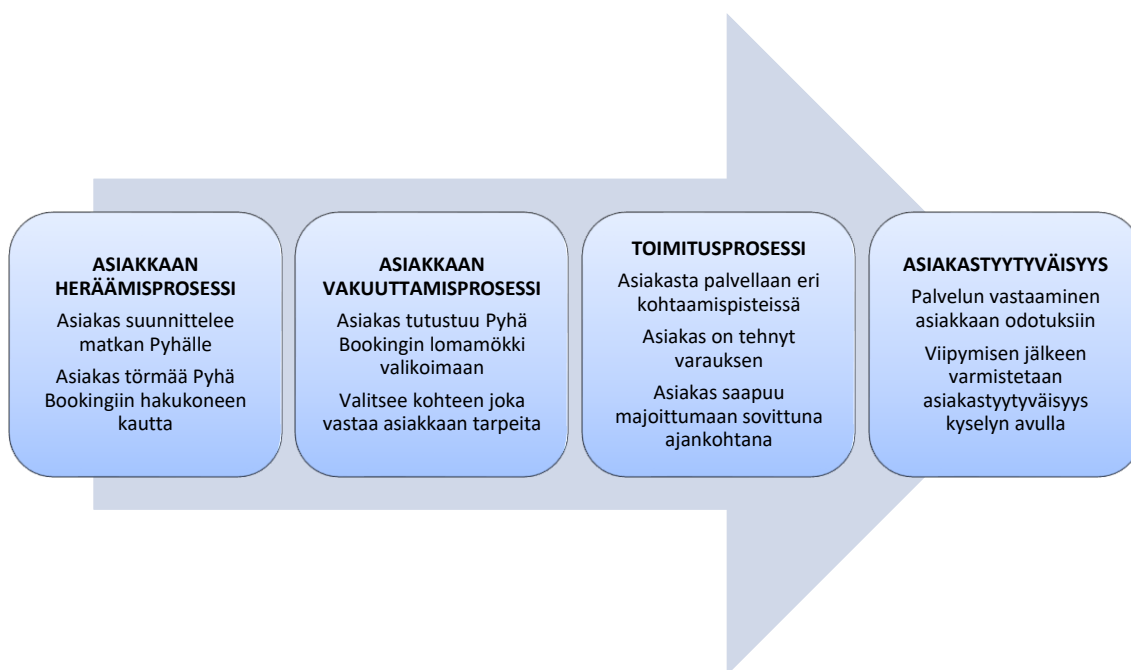 ASIAKKAAN
HERÄÄMISPROSESSI
Asiakas suunnittelee
matkan Pyhälle
Asiakas törmää Pyhä
Bookingiin hakukoneen
kautta
ASIAKKAAN
VAKUUTTAMISPROSESSI
Asiakas tutustuu Pyhä
Bookingin lomamökki
valikoimaan
Valitsee kohteen joka
vastaa asiakkaan tarpeita
TOIMITUSPROSESSI
Asiakasta palvellaan eri
kohtaamispisteissä
Asiakas on tehnyt
varauksen
Asiakas saapuu
majoittumaan sovittuna
ajankohtana
ASIAKASTYYTYVÄISYYS
Palvelun vastaaminen
asiakkaan odotuksiin
Viipymisen jälkeen
varmistetaan
asiakastyytyväisyys
kyselyn avulla